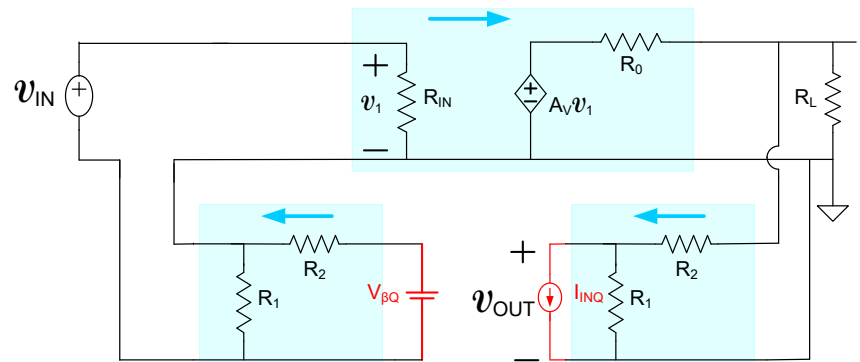 +
R₀
𝒗IN
𝒗₁
RIN
+
−
AV𝒗₁
RL
−
R₂
+
R₂
R₁
VβQ
𝒗OUT
IINQ
R₁
−